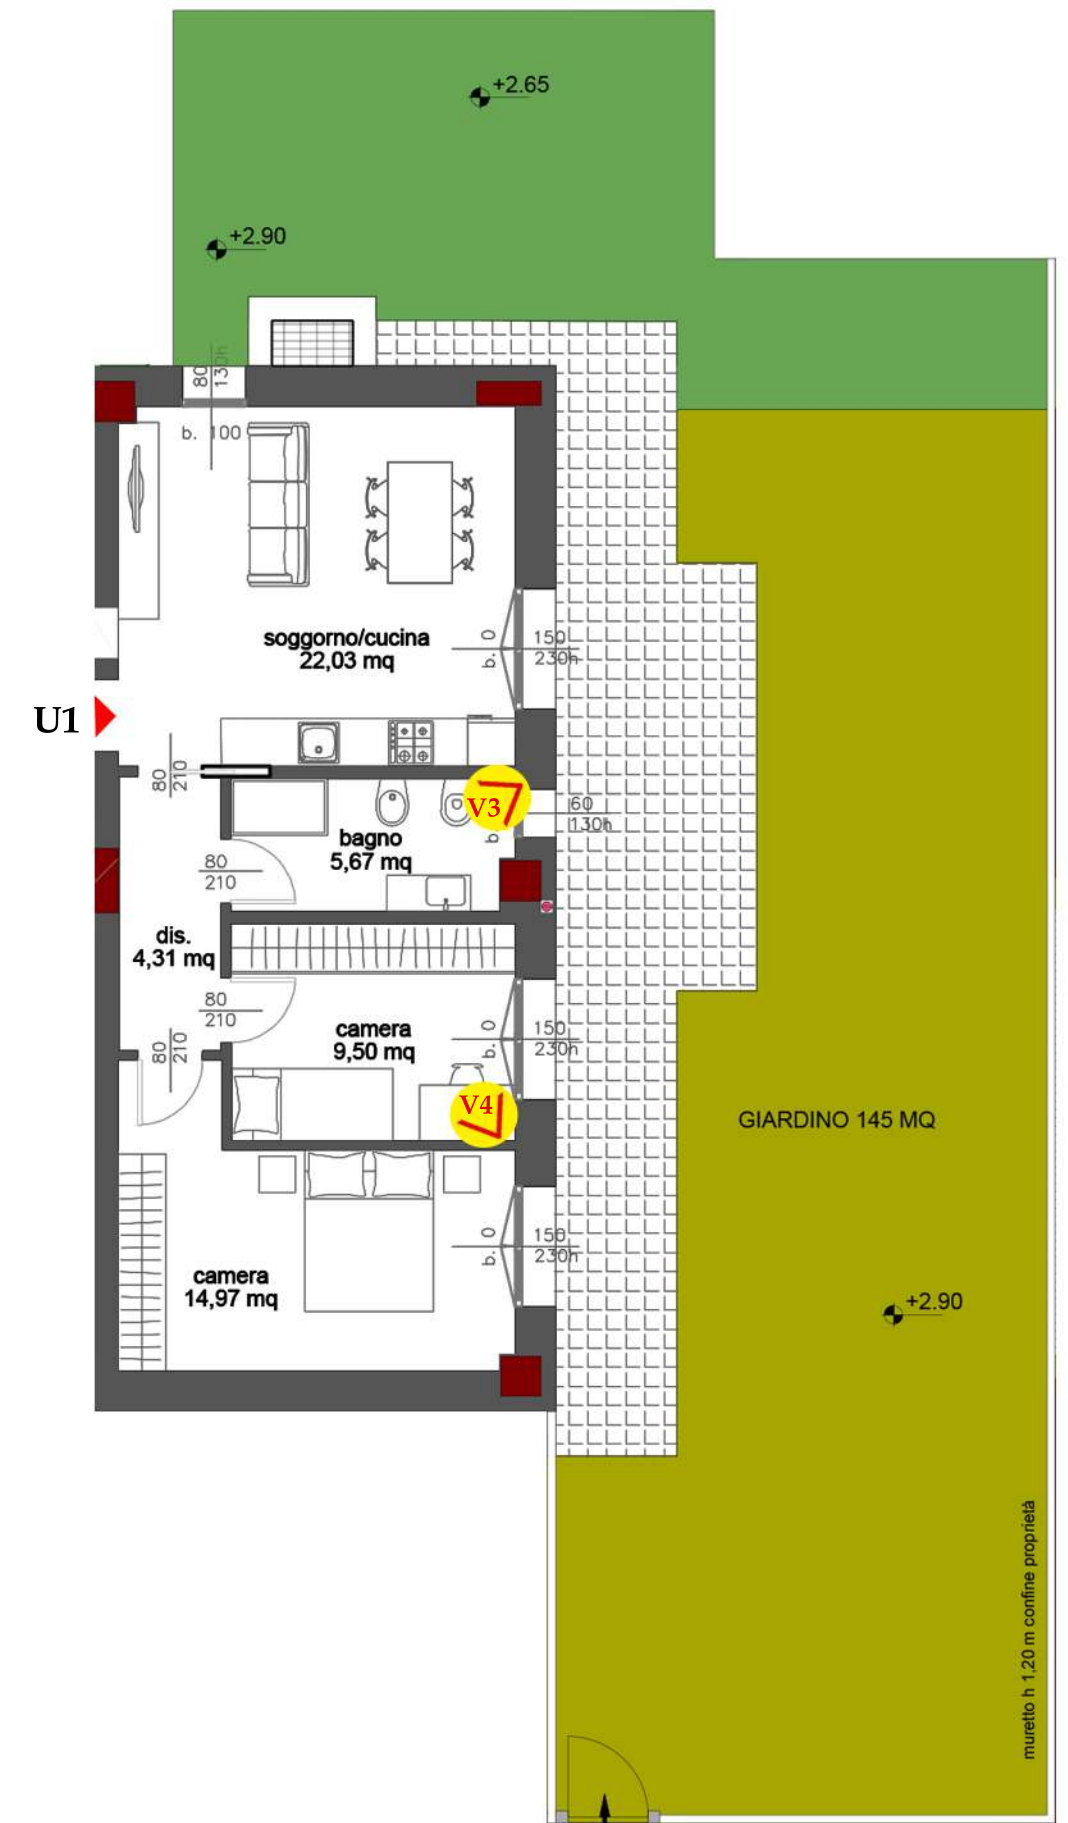 +2.65
+2.90
80
130h
b. 100
soggorno/cucina
22,03 mq
b. 0
150
230h
U1
80
210
V3
60
130h
b.
bagno
5,67 mq
80
210
dis.
4,31 mq
80
210
camera
9,50 mq
b. 0
150
230h
80
210
V4
GIARDINO 145 MQ
b. 0
150
230h
camera
14,97 mq
+2.90
muretto h 1,20 m confine proprietà